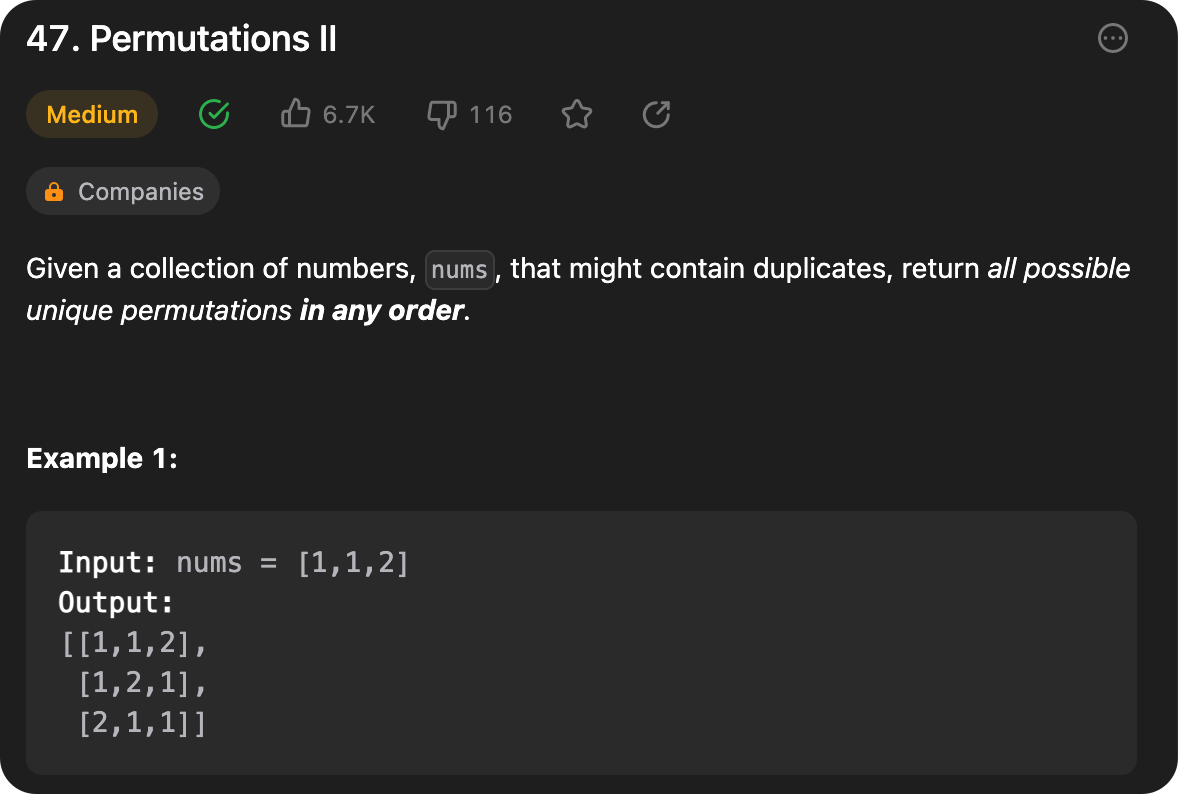 47. Permutations II
Medium 6.7K 116
Companies
Given a collection of numbers, nums, that might contain duplicates, return all possible
unique permutations in any order.
Example 1:
Input: nums = [1,1,2]
Output:
[[1,1,2],
 [1,2,1],
 [2,1,1]]